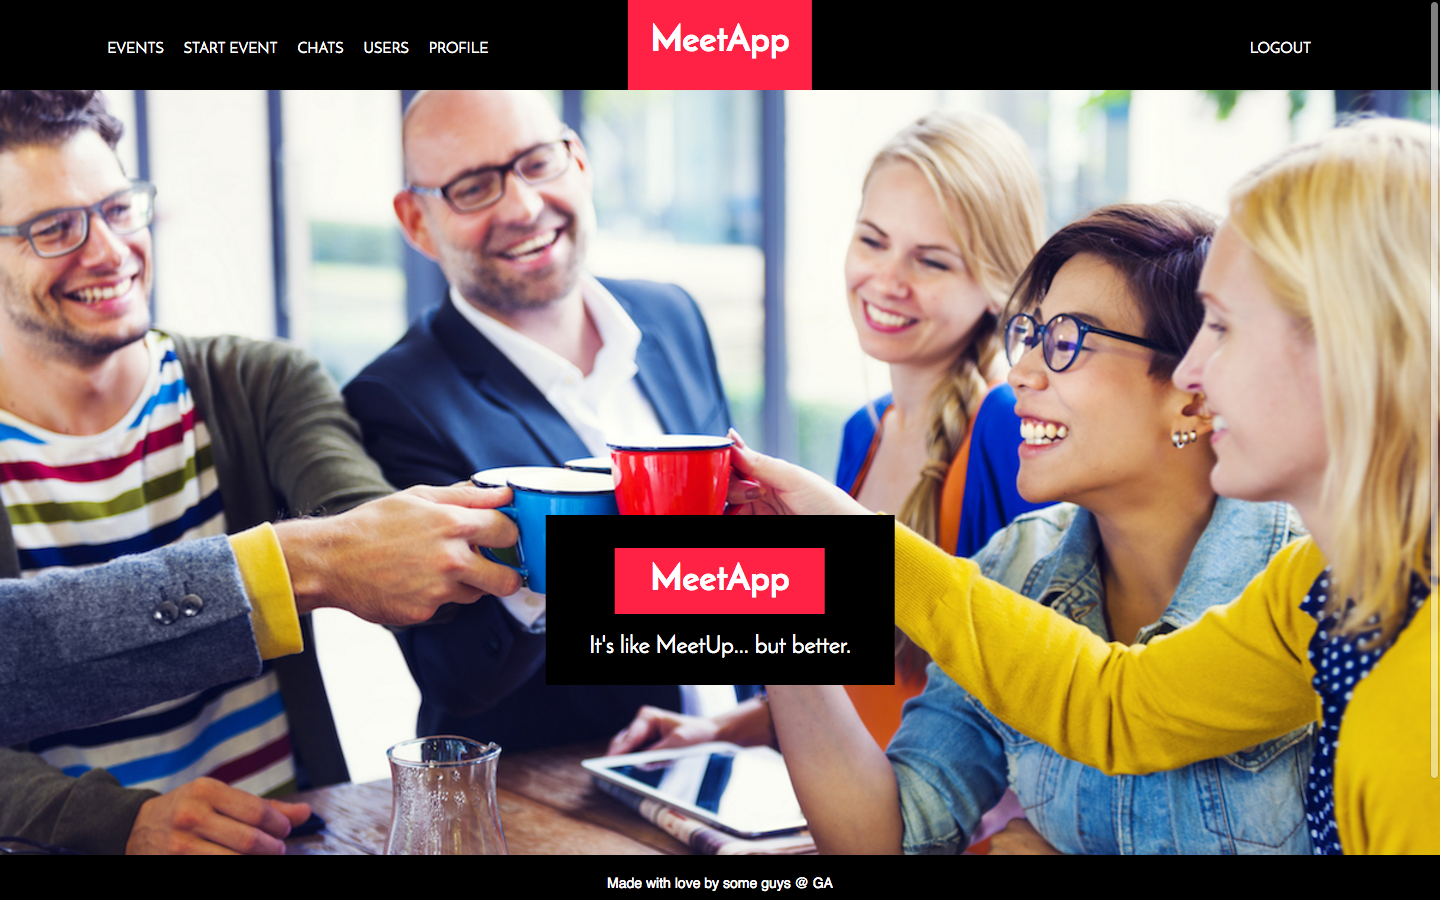 EVENTS START EVENT CHATS USERS PROFILE MeetApp LOGOUT
MeetApp
It's like MeetUp... but better.
Made with love by some guys @ GA